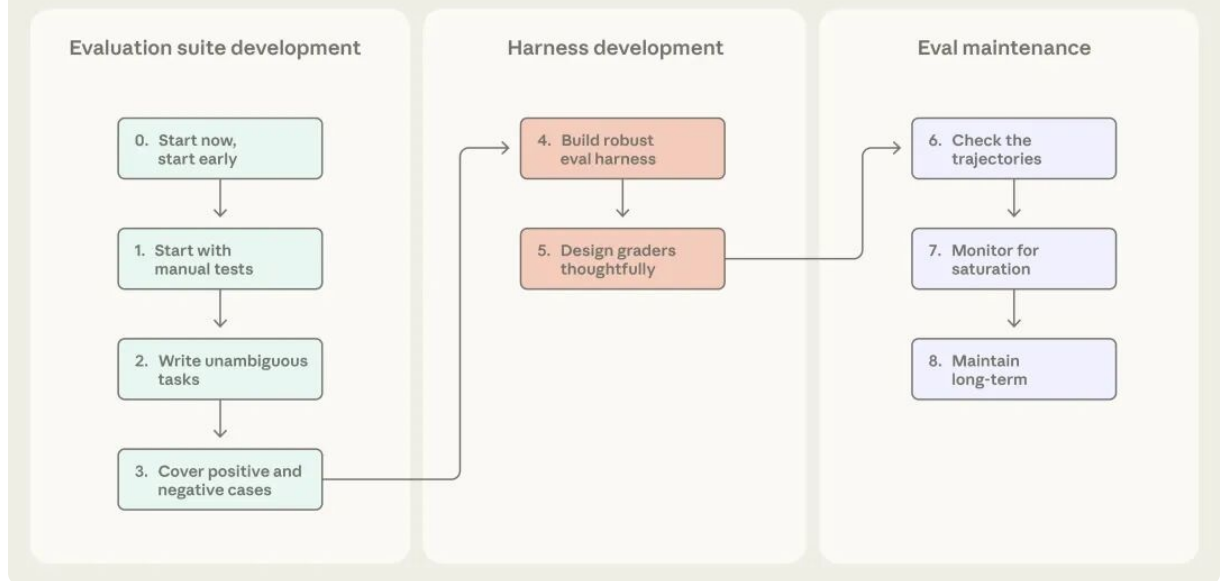 Evaluation suite development
0. Start now,
start early
1. Start with
manual tests
2. Write unambiguous
tasks
3. Cover positive and
negative cases
Harness development
4. Build robust
eval harness
5. Design graders
thoughtfully
Eval maintenance
6. Check the
trajectories
7. Monitor for
saturation
8. Maintain
long-term